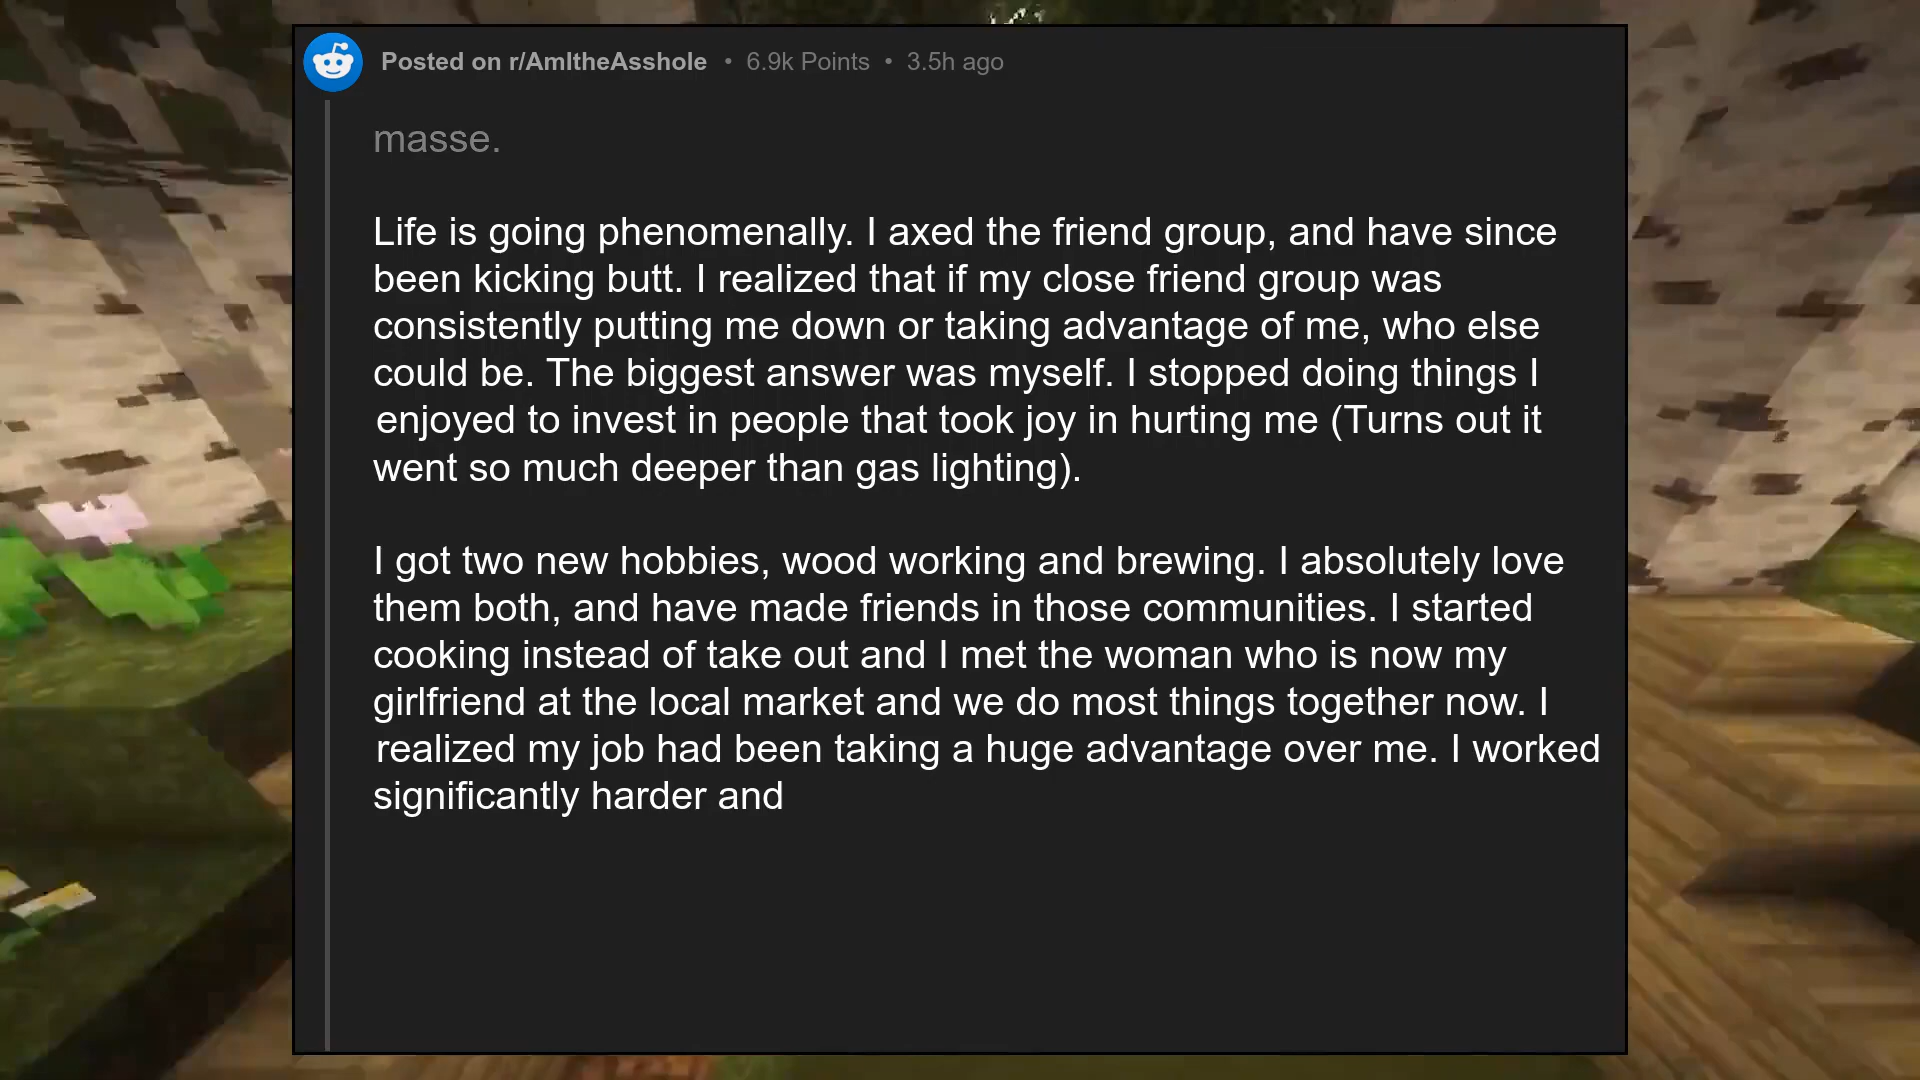 Posted on r/AmItheAsshole • 6.9k Points • 3.5h ago
masse.
Life is going phenomenally. I axed the friend group, and have since
been kicking butt. I realized that if my close friend group was
consistently putting me down or taking advantage of me, who else
could be. The biggest answer was myself. I stopped doing things I
enjoyed to invest in people that took joy in hurting me (Turns out it
went so much deeper than gas lighting).
I got two new hobbies, wood working and brewing. I absolutely love
them both, and have made friends in those communities. I started
cooking instead of take out and I met the woman who is now my
girlfriend at the local market and we do most things together now. I
realized my job had been taking a huge advantage over me. I worked
significantly harder and